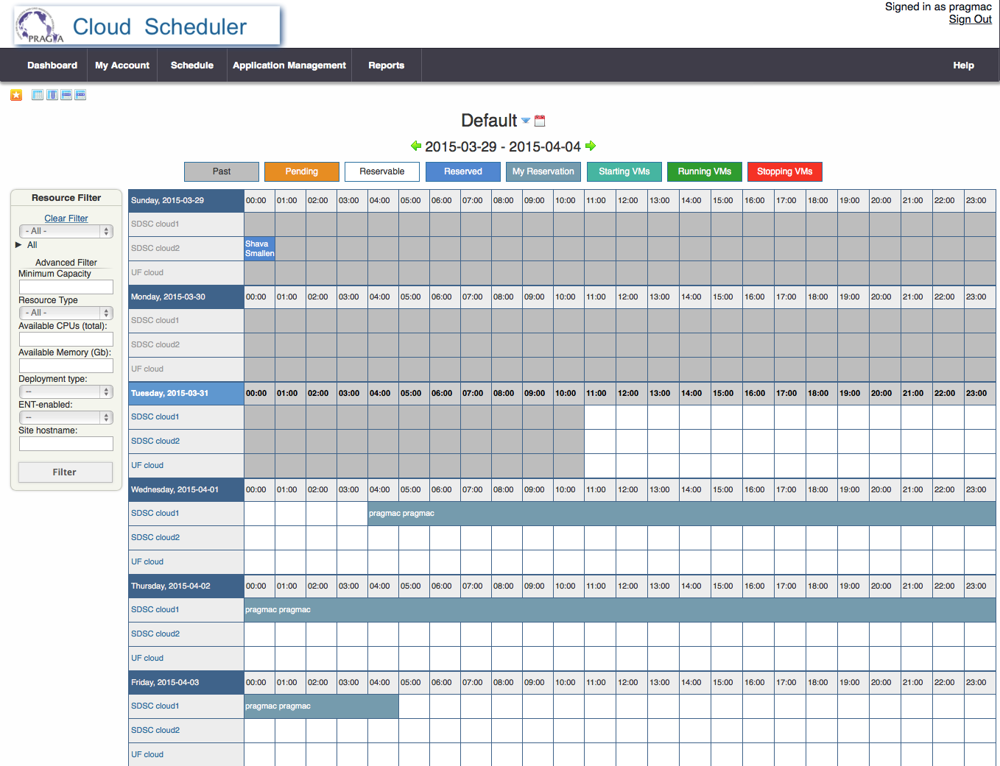 PRAGMA
Cloud Scheduler
Signed in as pragmac
Sign Out
Dashboard My Account Schedule Application Management Reports Help
Default
2015-03-29 - 2015-04-04
Past Pending Reservable Reserved My Reservation Starting VMs Running VMs Stopping VMs
Resource Filter
Clear Filter
- All -
All
Advanced Filter
Minimum Capacity
Resource Type
- All -
Available CPUs (total):
Available Memory (Gb):
Deployment type:
--
ENT-enabled:
--
Site hostname:
Filter
Sunday, 2015-03-29 00:00 01:00 02:00 03:00 04:00 05:00 06:00 07:00 08:00 09:00 10:00 11:00 12:00 13:00 14:00 15:00 16:00 17:00 18:00 19:00 20:00 21:00 22:00 23:00
SDSC cloud1
SDSC cloud2 Shava
Smallen
UF cloud
Monday, 2015-03-30 00:00 01:00 02:00 03:00 04:00 05:00 06:00 07:00 08:00 09:00 10:00 11:00 12:00 13:00 14:00 15:00 16:00 17:00 18:00 19:00 20:00 21:00 22:00 23:00
SDSC cloud1
SDSC cloud2
UF cloud
Tuesday, 2015-03-31 00:00 01:00 02:00 03:00 04:00 05:00 06:00 07:00 08:00 09:00 10:00 11:00 12:00 13:00 14:00 15:00 16:00 17:00 18:00 19:00 20:00 21:00 22:00 23:00
SDSC cloud1
SDSC cloud2
UF cloud
Wednesday, 2015-04-01 00:00 01:00 02:00 03:00 04:00 05:00 06:00 07:00 08:00 09:00 10:00 11:00 12:00 13:00 14:00 15:00 16:00 17:00 18:00 19:00 20:00 21:00 22:00 23:00
SDSC cloud1 pragmac pragmac
SDSC cloud2
UF cloud
Thursday, 2015-04-02 00:00 01:00 02:00 03:00 04:00 05:00 06:00 07:00 08:00 09:00 10:00 11:00 12:00 13:00 14:00 15:00 16:00 17:00 18:00 19:00 20:00 21:00 22:00 23:00
SDSC cloud1 pragmac pragmac
SDSC cloud2
UF cloud
Friday, 2015-04-03 00:00 01:00 02:00 03:00 04:00 05:00 06:00 07:00 08:00 09:00 10:00 11:00 12:00 13:00 14:00 15:00 16:00 17:00 18:00 19:00 20:00 21:00 22:00 23:00
SDSC cloud1 pragmac pragmac
SDSC cloud2
UF cloud